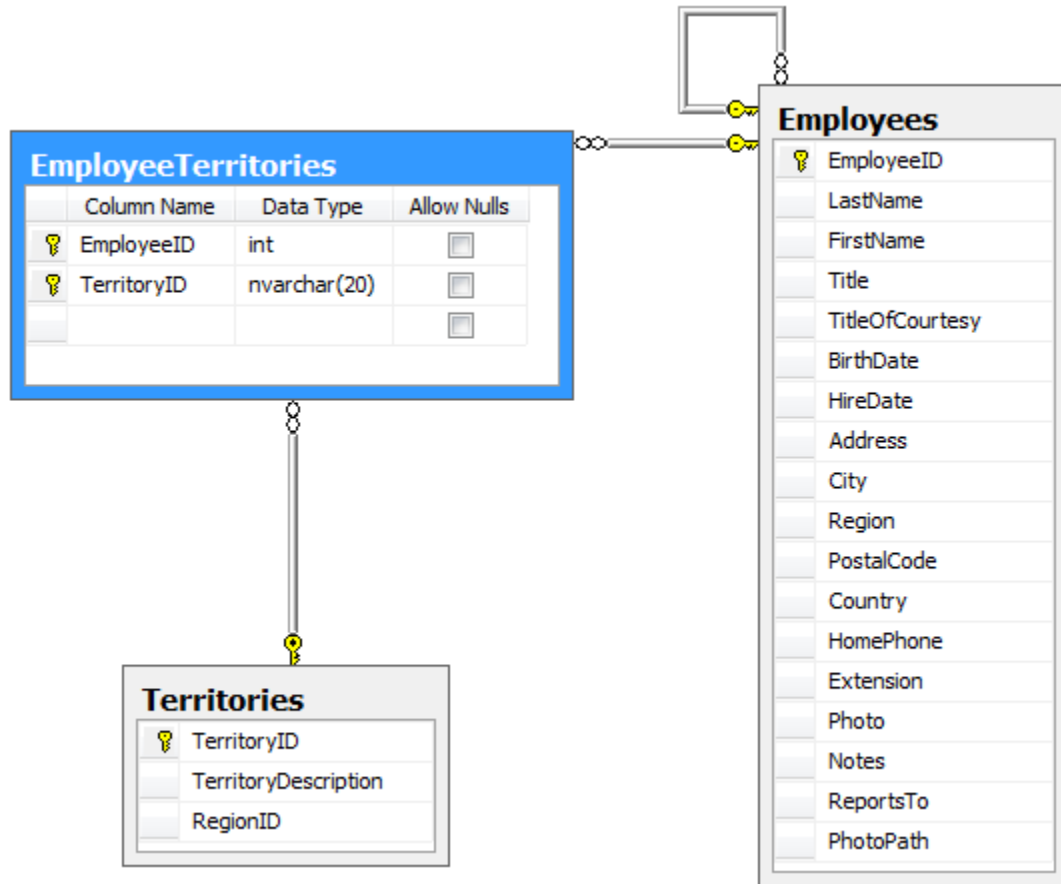 EmployeeTerritories
Column Name Data Type Allow Nulls
EmployeeID int
TerritoryID nvarchar(20)
Employees
EmployeeID
LastName
FirstName
Title
TitleOfCourtesy
BirthDate
HireDate
Address
City
Region
PostalCode
Country
HomePhone
Extension
Photo
Notes
ReportsTo
PhotoPath
Territories
TerritoryID
TerritoryDescription
RegionID